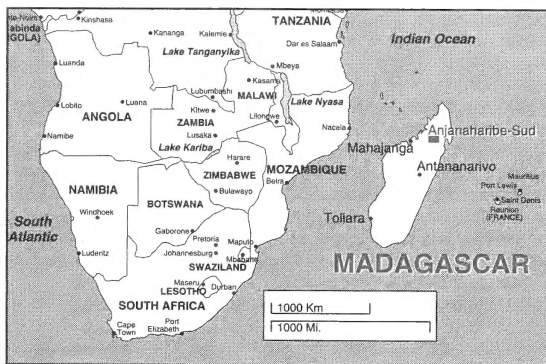 TANZANIA
Kinshasa
abinda
(GOLA)
Kananga
Kalemie
Indian Ocean
Lake Tanganyika
Dar es Salaam
Luanda
Mbeya
Kasama
Lubumbashi
MALAWI
Lake Nyasa
Lobito
Luena
Kitwe
ANGOLA
ZAMBIA
Lilongwe
Anjanaharibe-Sud
Namibe
Lusaka
Nacala
Lake Kariba
Mahajanga
Harare
MOZAMBIQUE
Antananarivo
ZIMBABWE
Beira
NAMIBIA
Mauritius
Port Lewis
Bulawayo
BOTSWANA
Saint Denis
Reunion
(FRANCE)
Windhoek
South
Atlantic
Toliara
Gaborone
Pretoria
Maputo
Luderitz
Johannesburg
Mbabane
MADAGASCAR
SWAZILAND
Maseru
LESOTHO
Durban
SOUTH AFRICA
1000 Km
Cape
Town
Port
Elizabeth
1000 Mi.